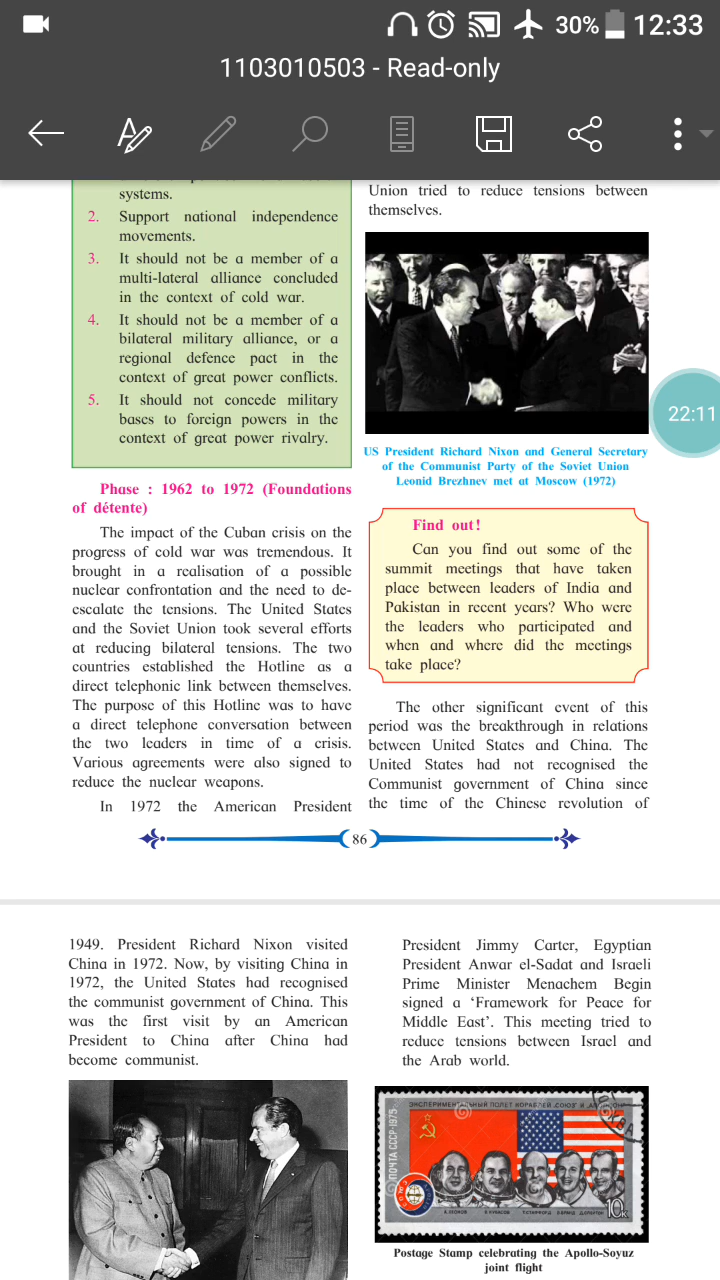 30% 12:33
1103010503 - Read-only
systems.
2. Support national independence
movements.
3. It should not be a member of a
multi-lateral alliance concluded
in the context of cold war.
4. It should not be a member of a
bilateral military alliance, or a
regional defence pact in the
context of great power conflicts.
5. It should not concede military
bases to foreign powers in the
context of great power rivalry.
Phase : 1962 to 1972 (Foundations
of détente)
The impact of the Cuban crisis on the
progress of cold war was tremendous. It
brought in a realisation of a possible
nuclear confrontation and the need to de-
escalate the tensions. The United States
and the Soviet Union took several efforts
at reducing bilateral tensions. The two
countries established the Hotline as a
direct telephonic link between themselves.
The purpose of this Hotline was to have
a direct telephone conversation between
the two leaders in time of a crisis.
Various agreements were also signed to
reduce the nuclear weapons.
In 1972 the American President
Union tried to reduce tensions between
themselves.
22:11
US President Richard Nixon and General Secretary
of the Communist Party of the Soviet Union
Leonid Brezhnev met at Moscow (1972)
Find out!
Can you find out some of the
summit meetings that have taken
place between leaders of India and
Pakistan in recent years? Who were
the leaders who participated and
when and where did the meetings
take place?
The other significant event of this
period was the breakthrough in relations
between United States and China. The
United States had not recognised the
Communist government of China since
the time of the Chinese revolution of
86
1949. President Richard Nixon visited
China in 1972. Now, by visiting China in
1972, the United States had recognised
the communist government of China. This
was the first visit by an American
President to China after China had
become communist.
President Jimmy Carter, Egyptian
President Anwar el-Sadat and Israeli
Prime Minister Menachem Begin
signed a ‘Framework for Peace for
Middle East’. This meeting tried to
reduce tensions between Israel and
the Arab world.
ЭКСПЕРИМЕНТАЛЬНЫЙ ПОЛЕТ КОРАБЛЕЙ „СОЮЗ" И
ПОЧТА СССР·1975
10к
Postage Stamp celebrating the Apollo-Soyuz
joint flight